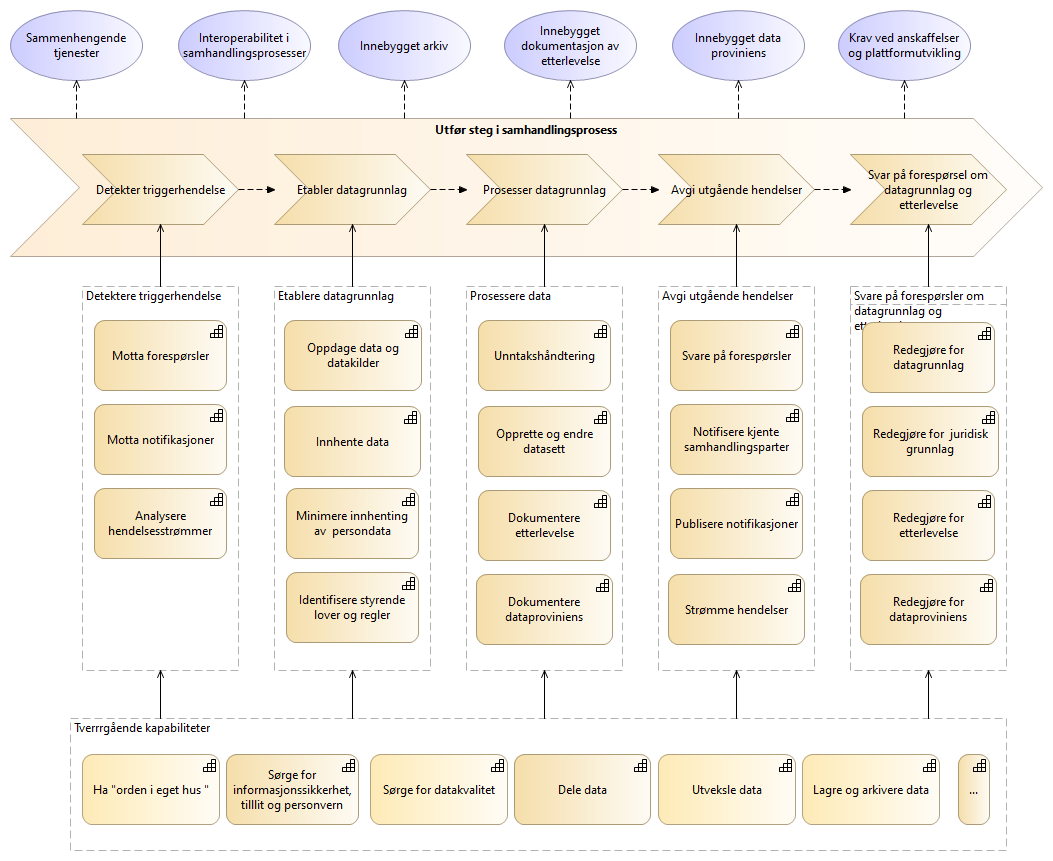 Sammenhengende
tjenester
Interoperabilitet i
samhandlingsprosesser
Innebygget arkiv
Innebygget
dokumentasjon av
etterlevelse
Innebygget data
proviniens
Krav ved anskaffelser
og plattformutvikling
Utfør steg i samhandlingsprosess
Detekter triggerhendelse
Etabler datagrunnlag
Prosesser datagrunnlag
Avgi utgående hendelser
Svar på forespørsel om
datagrunnlag og
etterlevelse
Detektere triggerhendelse
Motta forespørsler
Motta notifikasjoner
Analysere
hendelsesstrømmer
Etablere datagrunnlag
Oppdage data og
datakilder
Innhente data
Minimere innhenting
av  persondata
Identifisere styrende
lover og regler
Prosessere data
Unntakshåndtering
Opprette og endre
datasett
Dokumentere
etterlevelse
Dokumentere
dataproviniens
Avgi utgående hendelser
Svare på forespørsler
Notifisere kjente
samhandlingsparter
Publisere notifikasjoner
Strømme hendelser
Svare på forespørsler om
datagrunnlag og
Redegjøre for
datagrunnlag
Redegjøre for  juridisk
grunnlag
Redegjøre for
etterlevelse
Redegjøre for
dataproviniens
Tverrrgående kapabiliteter
Ha "orden i eget hus "
Sørge for
informasjonssikkerhet,
tilllit og personvern
Sørge for datakvalitet
Dele data
Utveksle data
Lagre og arkivere data
...